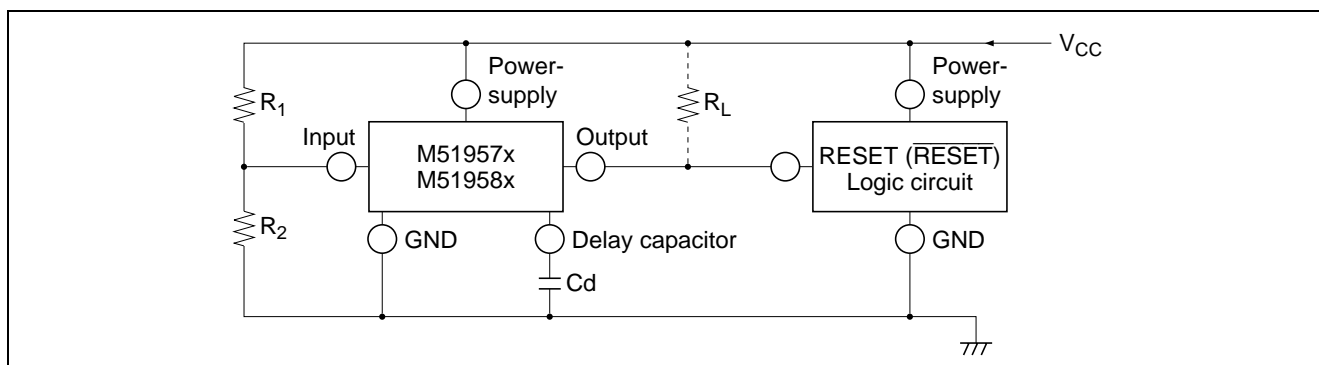 V_CC
Power-
supply
Power-
supply
R_1
R_L
Input
Output
M51957x
M51958x
RESET (R̅E̅S̅E̅T̅)
Logic circuit
R_2
GND
Delay capacitor
GND
Cd